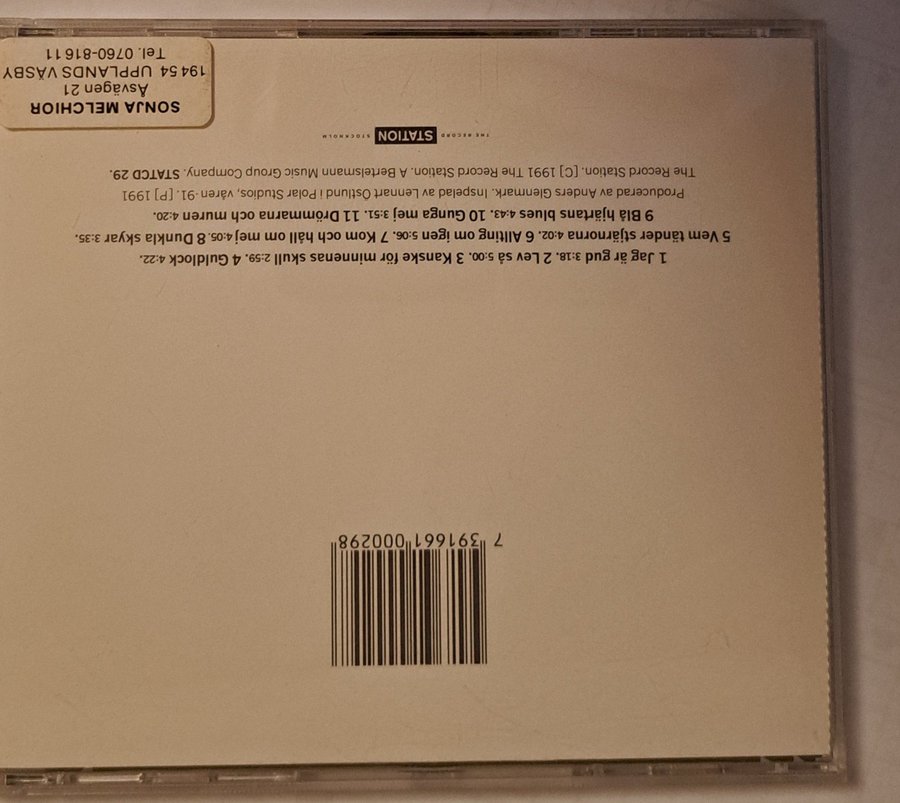 7 391661 000298
1 Jag är gud 3:18. 2 Lev så 5:00. 3 Kanske för minnenas skull 2:59. 4 Guldlock 4:22.
5 Vem tänder stjärnorna 4:02. 6 Allting om igen 5:06. 7 Kom och håll om mej 4:05. 8 Dunkla skyar 3:35.
9 Blå hjärtans blues 4:43. 10 Gunga mej 3:51. 11 Drömmarna och muren 4:20.
Producerad av Anders Glenmark. Inspelad av Lennart Östlund i Polar Studios, våren -91. [P] 1991
The Record Station. [C] 1991 The Record Station. A Bertelsmann Music Group Company. STATCD 29.
THE RECORD STATION STOCKHOLM
SONJA MELCHIOR
Åsvägen 21
194 54 UPPLANDS VÄSBY
Tel. 0760-816 11